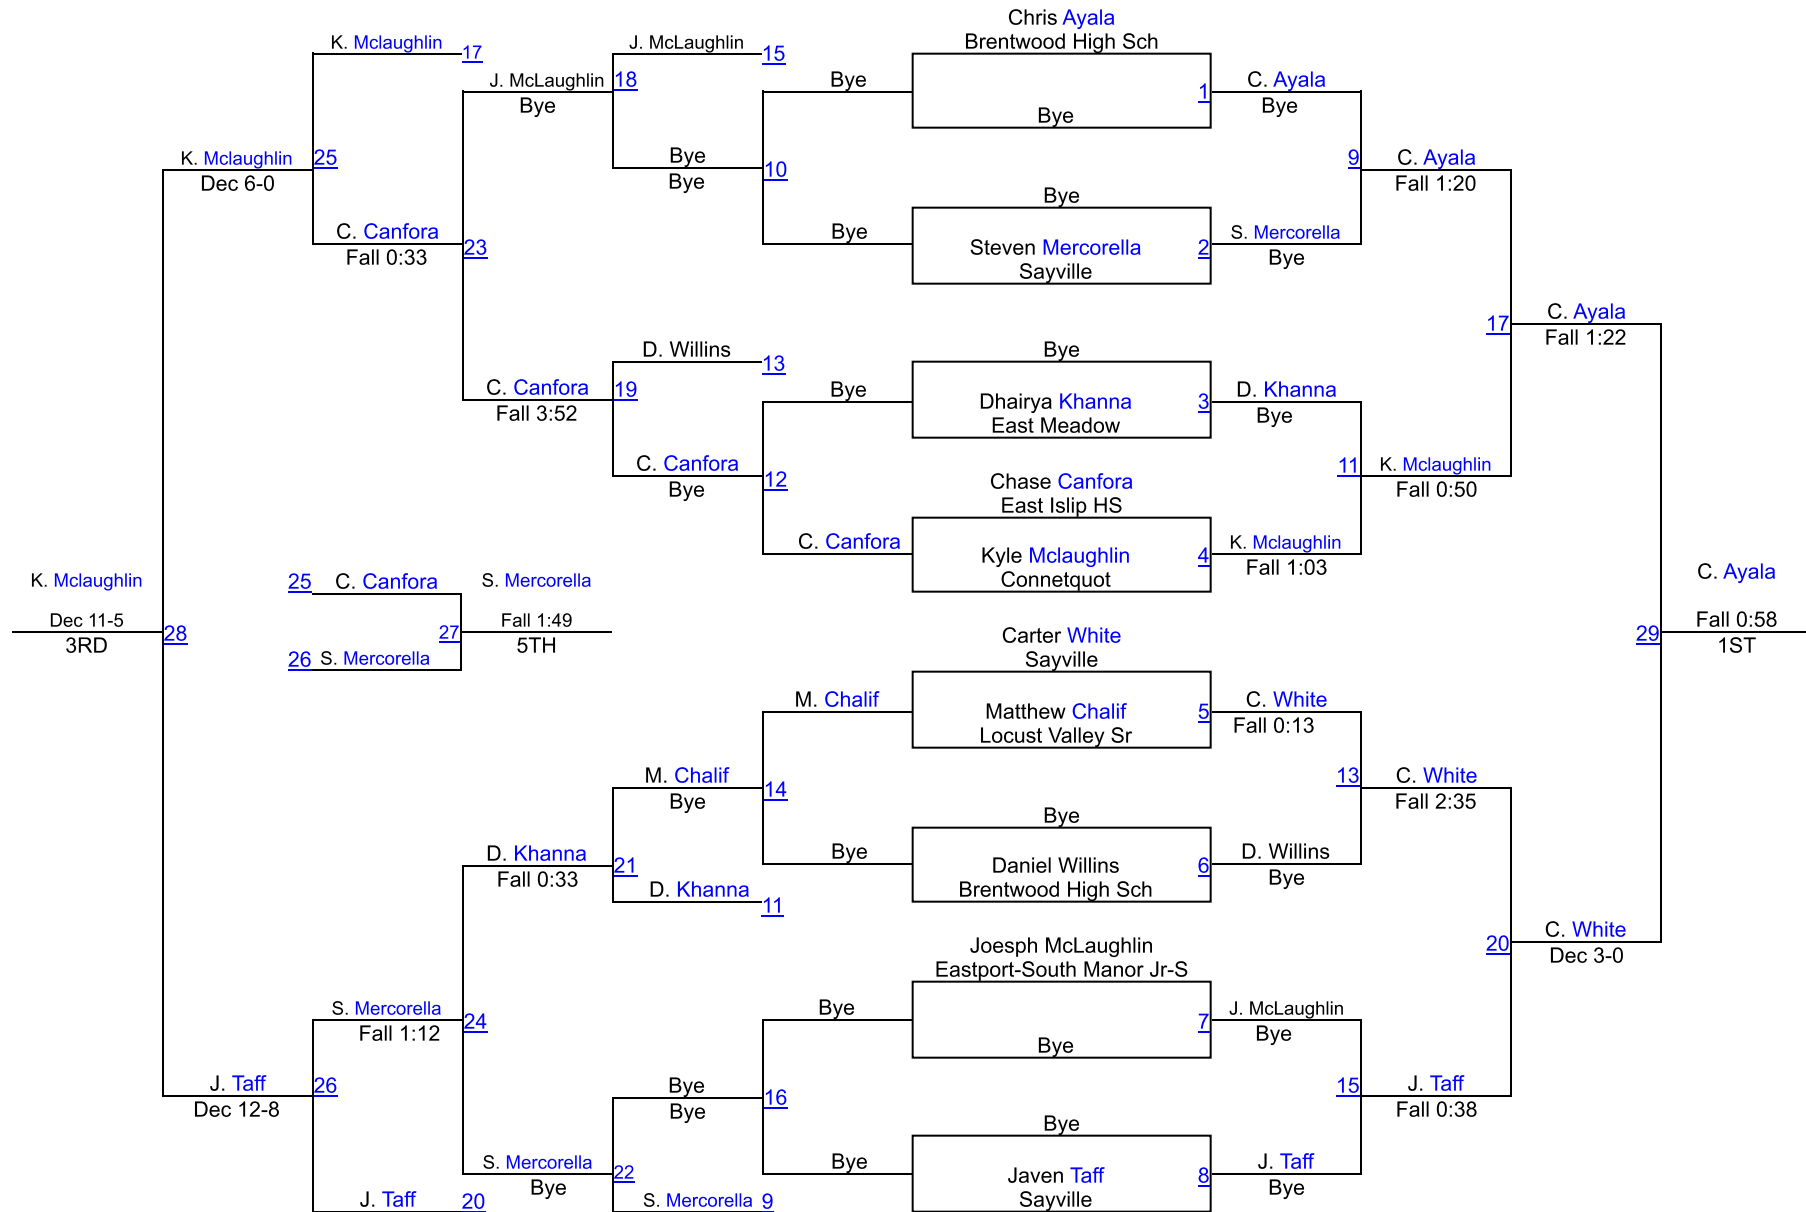 Chris Ayala
Brentwood High Sch
K. Mclaughlin
17
J. McLaughlin
15
J. McLaughlin
18
Bye
Bye
1
C. Ayala
Bye
Bye
K. Mclaughlin
25
Dec 6-0
Bye
Bye
10
9
C. Ayala
Fall 1:20
Bye
C. Canfora
Fall 0:33
23
Bye
Steven Mercorella
Sayville
2
S. Mercorella
Bye
17
C. Ayala
Fall 1:22
D. Willins
13
Bye
C. Canfora
Fall 3:52
19
Bye
Dhairya Khanna
East Meadow
3
D. Khanna
Bye
C. Canfora
Bye
12
Chase Canfora
East Islip HS
11
K. Mclaughlin
Fall 0:50
C. Canfora
Kyle Mclaughlin
Connetquot
4
K. Mclaughlin
Fall 1:03
K. Mclaughlin
Dec 11-5
3RD
28
25
C. Canfora
26
S. Mercorella
27
S. Mercorella
Fall 1:49
5TH
29
C. Ayala
Fall 0:58
1ST
Carter White
Sayville
M. Chalif
Matthew Chalif
Locust Valley Sr
5
C. White
Fall 0:13
M. Chalif
Bye
14
13
C. White
Fall 2:35
D. Khanna
Fall 0:33
21
Bye
Bye
Daniel Willins
Brentwood High Sch
6
D. Willins
Bye
D. Khanna
11
20
C. White
Dec 3-0
Joesph McLaughlin
Eastport-South Manor Jr-S
S. Mercorella
Fall 1:12
24
Bye
7
Bye
J. McLaughlin
Bye
J. Taff
Dec 12-8
26
Bye
Bye
16
15
J. Taff
Fall 0:38
Bye
S. Mercorella
Bye
22
Bye
Javen Taff
Sayville
8
J. Taff
Bye
J. Taff
20
S. Mercorella
9